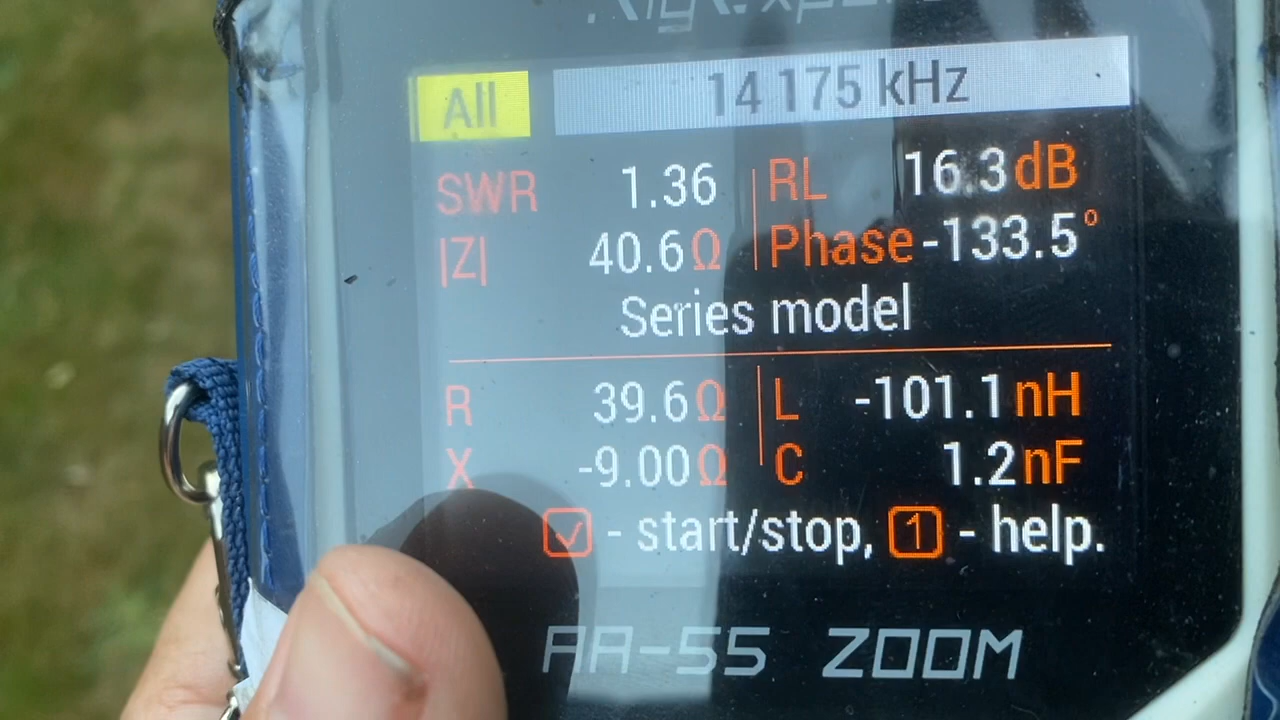 RigExpert
All 14 175 kHz
SWR 1.36 RL 16.3 dB
|Z| 40.6 Ω Phase -133.5°
Series model
R 39.6 Ω L -101.1 nH
X -9.00 Ω C 1.2 nF
✓ - start/stop, 1 - help.
AA-55 ZOOM